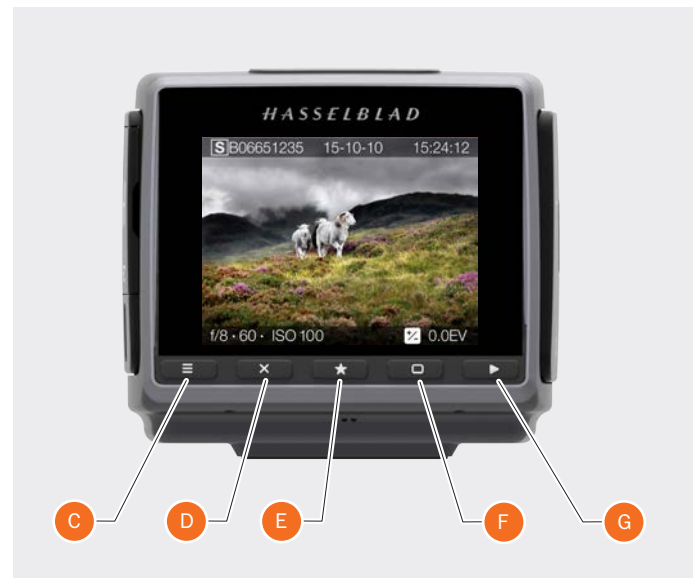 HASSELBLAD
S B06651235 15-10-10 15:24:12
f/8 · 60 · ISO 100 0.0EV
C D E F G